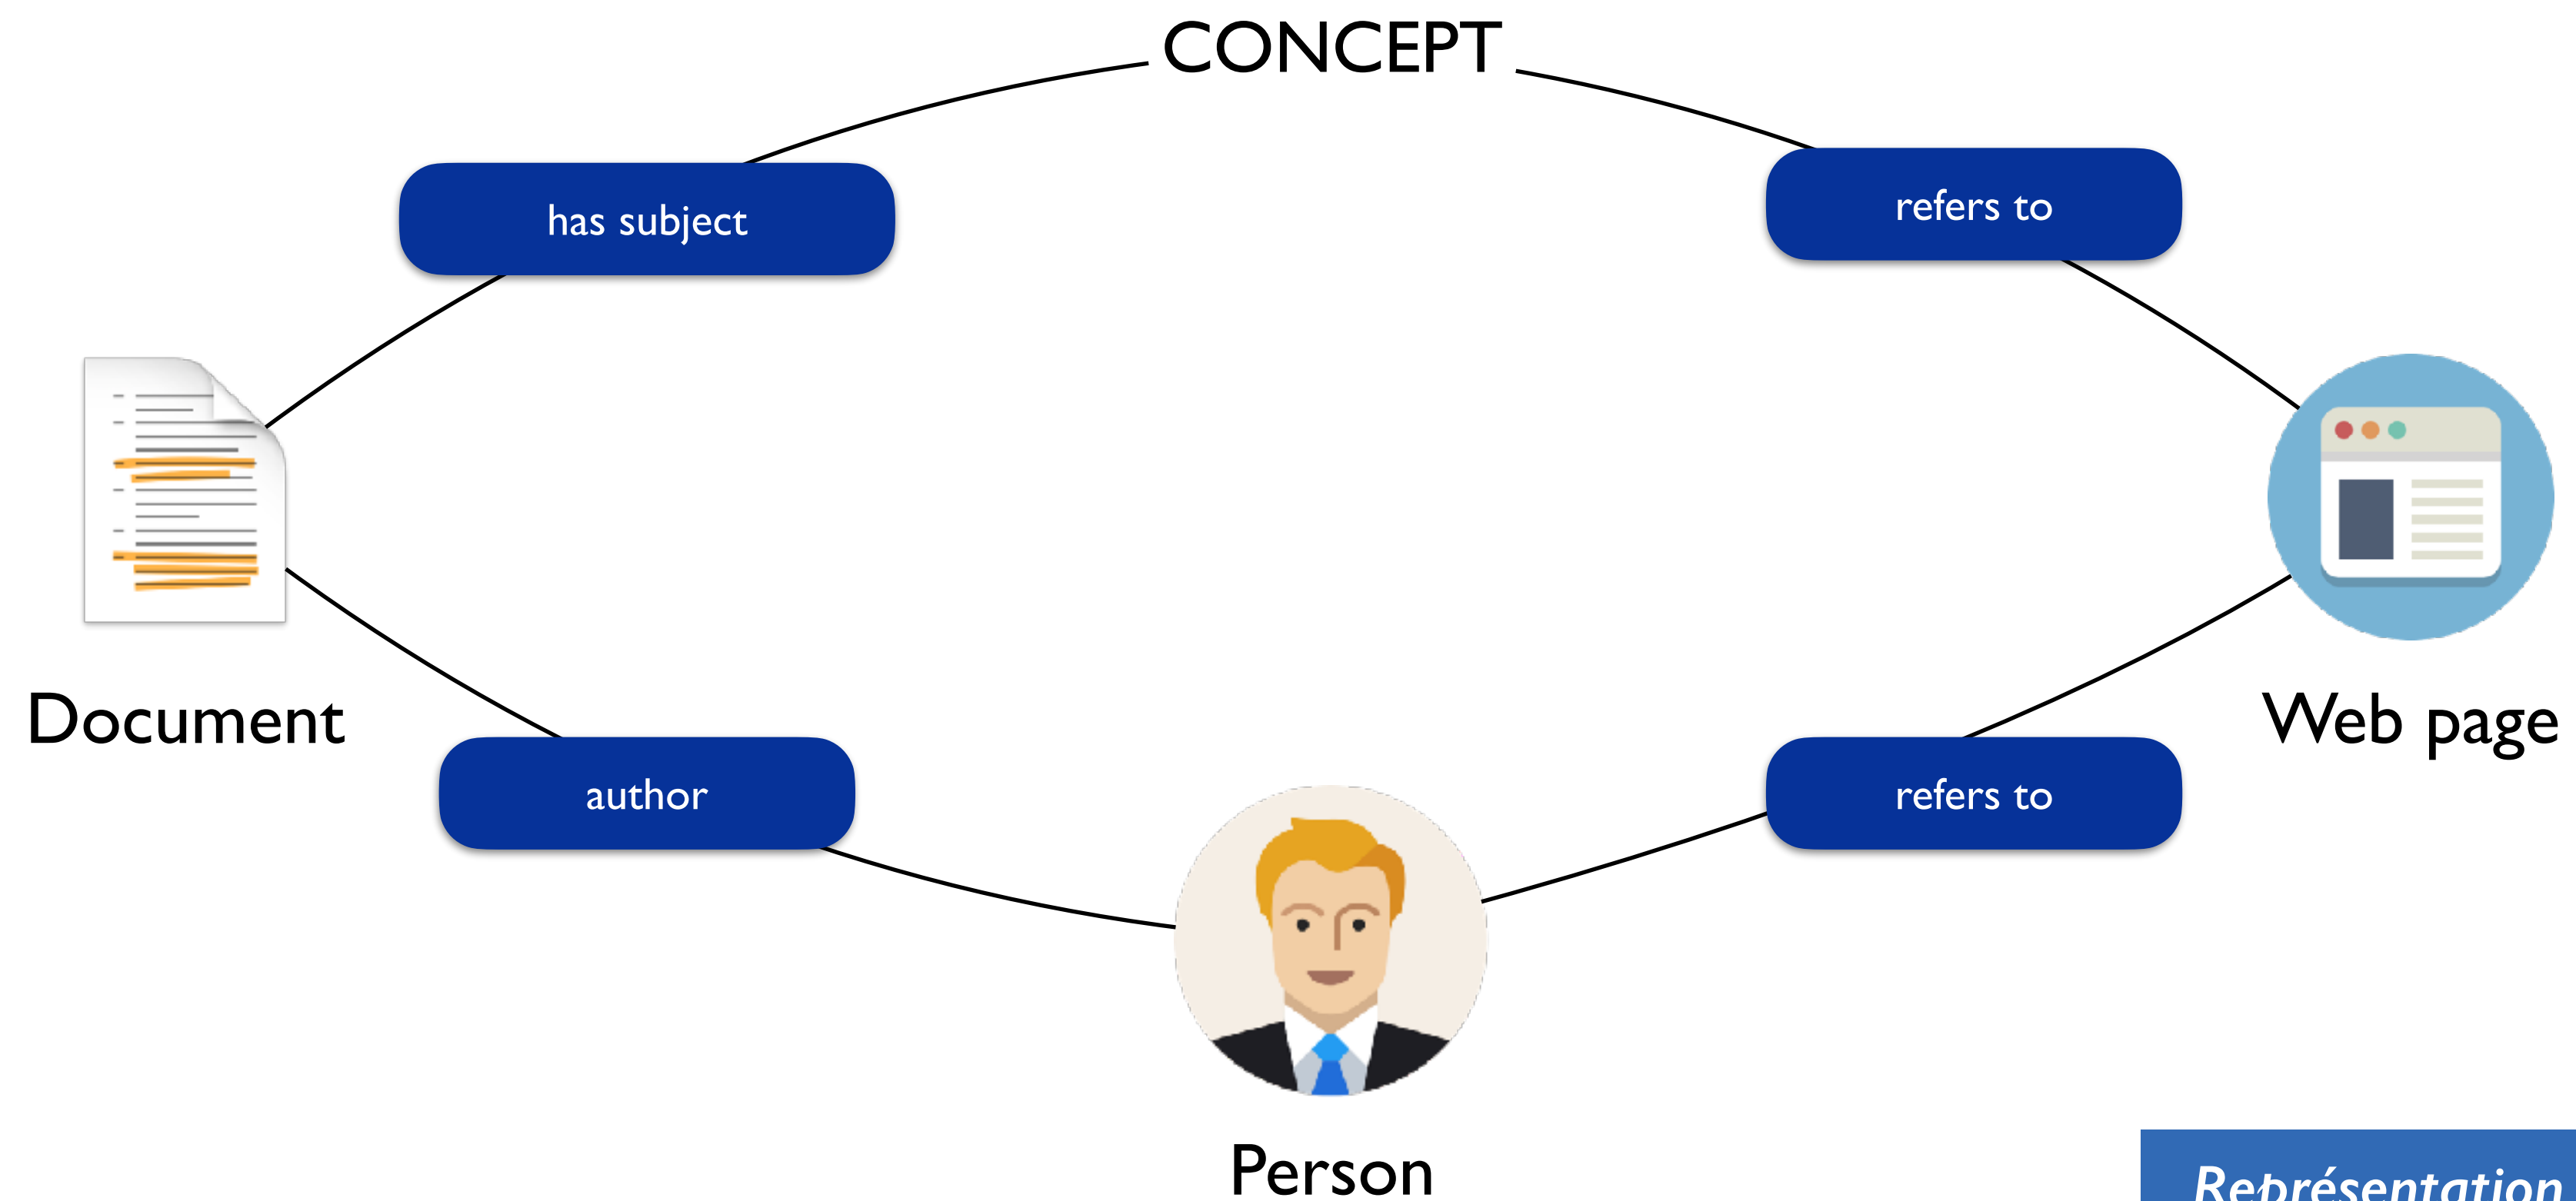 CONCEPT
has subject
refers to
Document
Web page
author
refers to
Person
Représentation